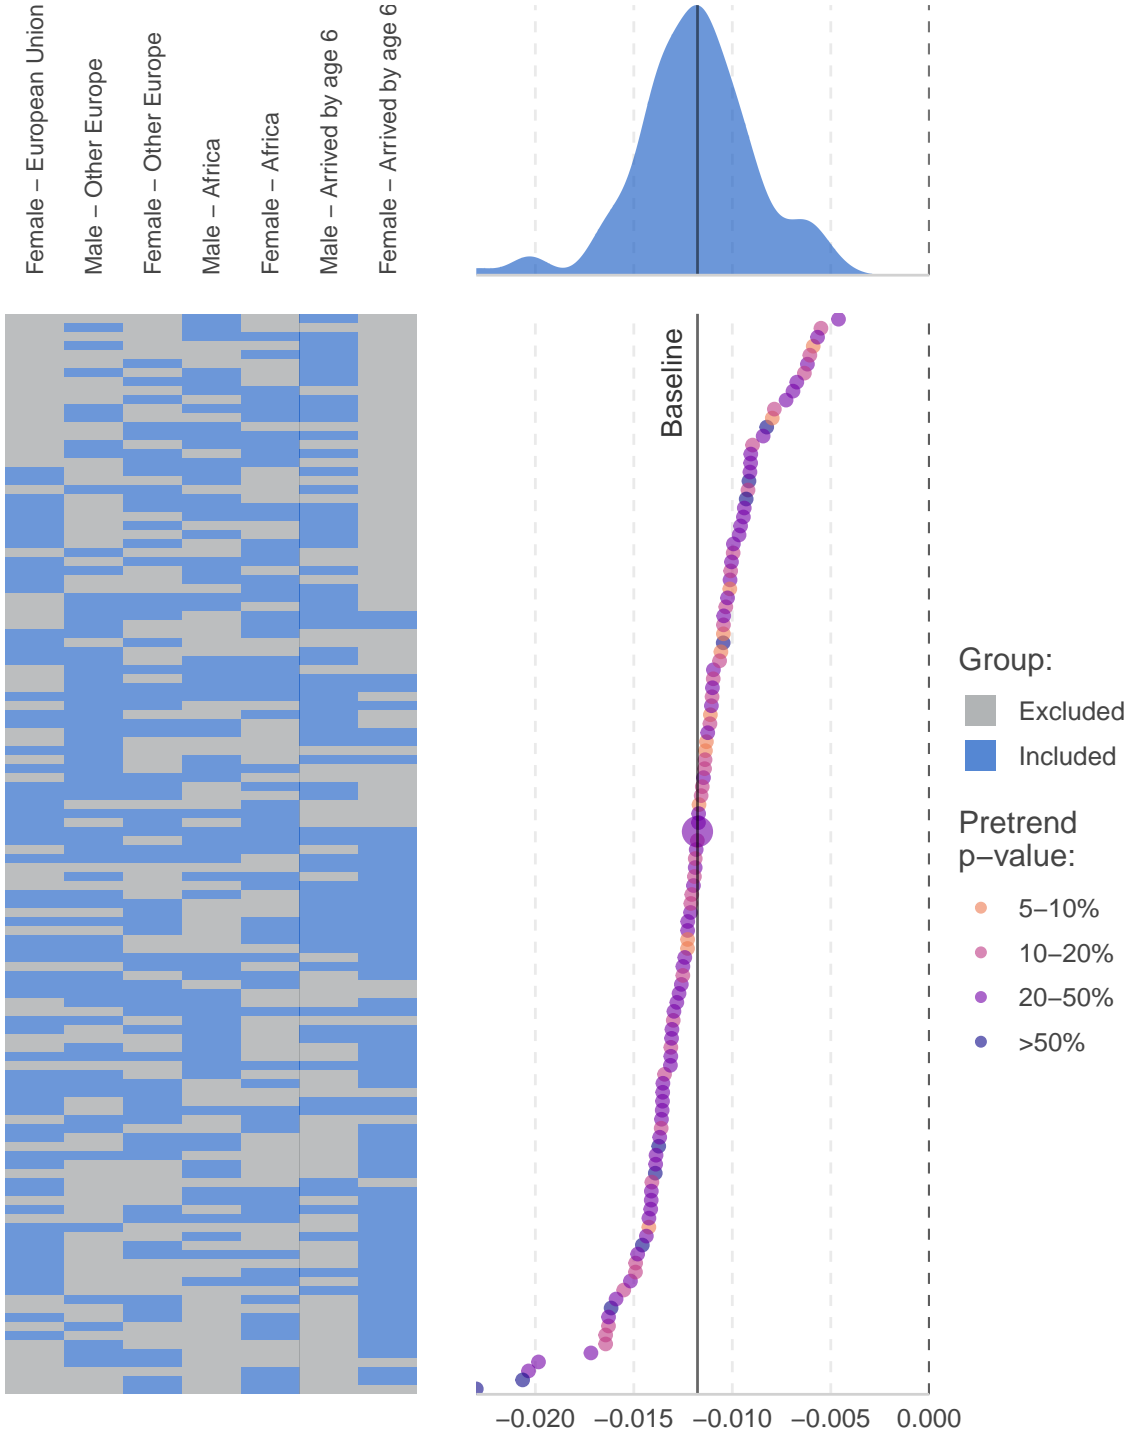 Female – European Union
Male – Other Europe
Female – Other Europe
Male – Africa
Female – Africa
Male – Arrived by age 6
Female – Arrived by age 6
Baseline
Group:
Excluded
Included
Pretrend
p−value:
5−10%
10−20%
20−50%
>50%
−0.020 −0.015 −0.010 −0.005 0.000